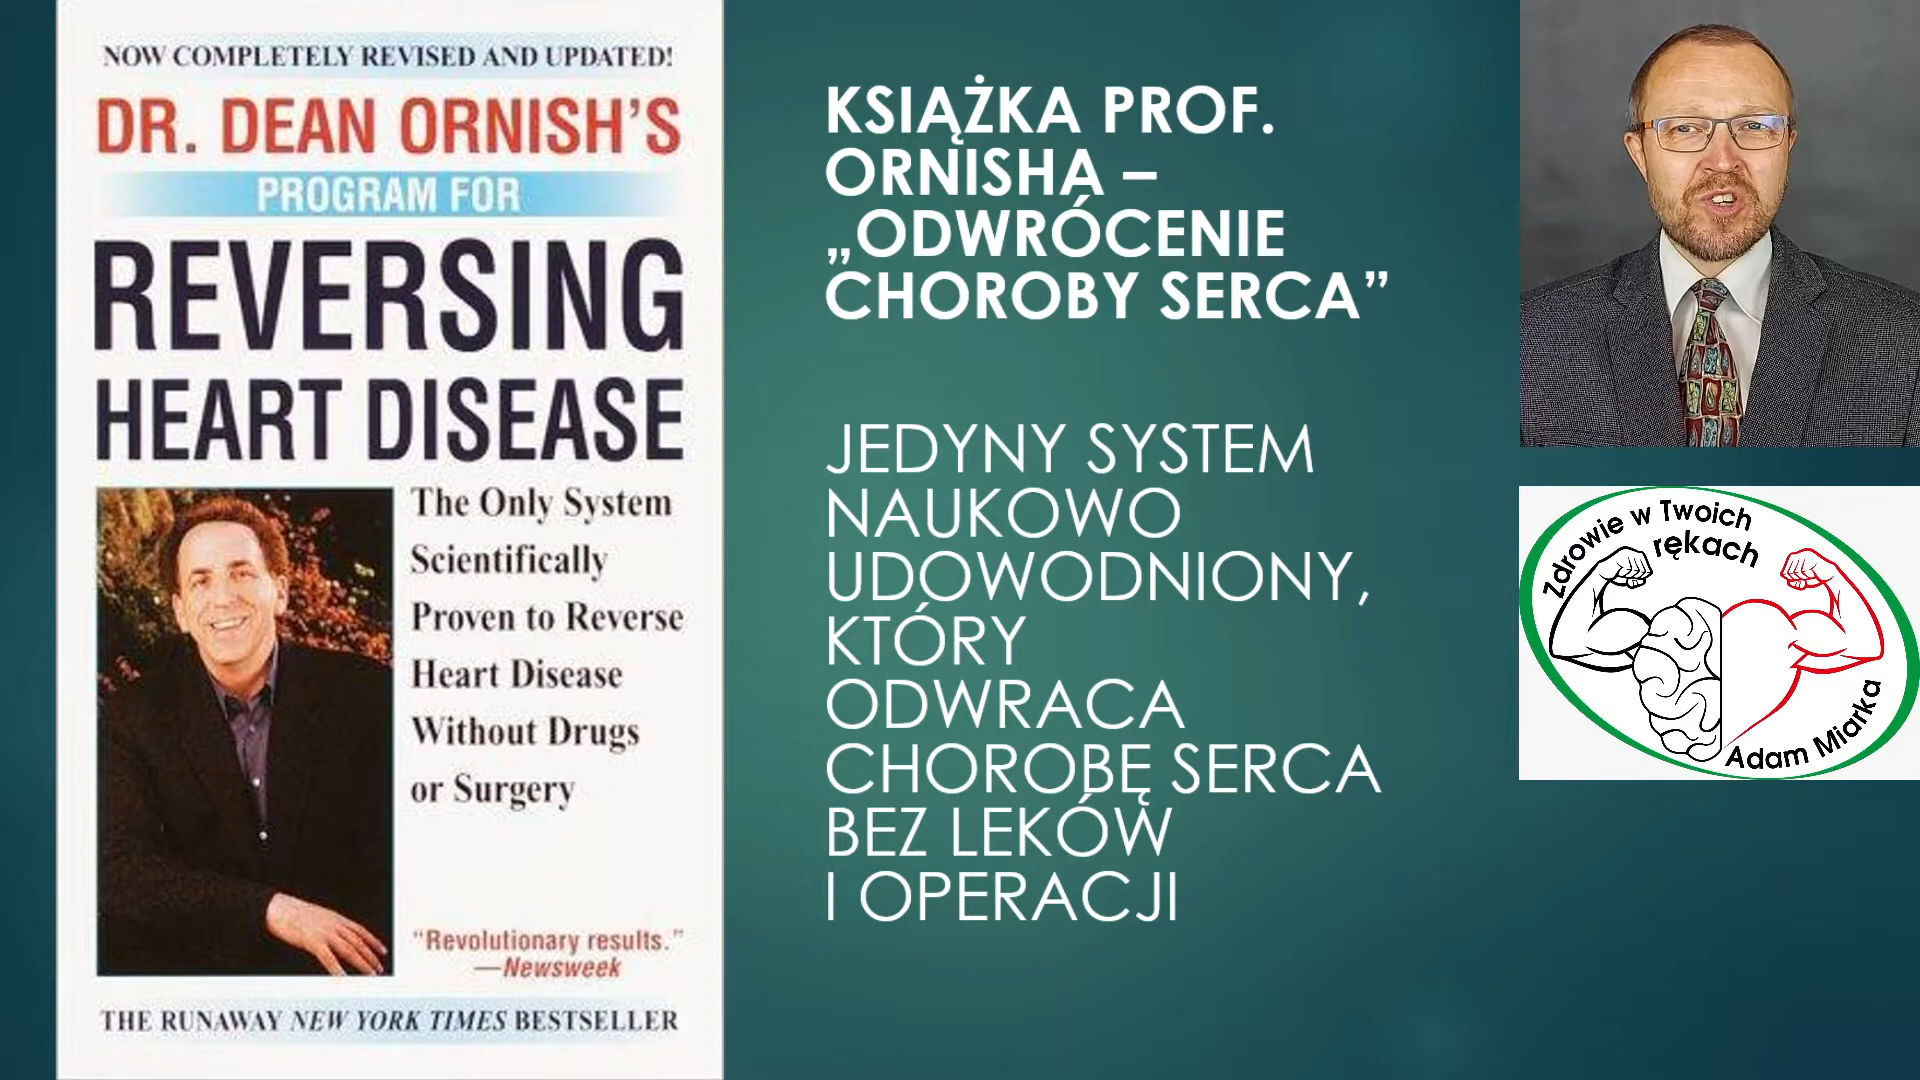 NOW COMPLETELY REVISED AND UPDATED!
DR. DEAN ORNISH'S
PROGRAM FOR
REVERSING
HEART DISEASE
The Only System
Scientifically
Proven to Reverse
Heart Disease
Without Drugs
or Surgery
"Revolutionary results."
—Newsweek
THE RUNAWAY NEW YORK TIMES BESTSELLER
KSIĄŻKA PROF.
ORNISHA –
„ODWRÓCENIE
CHOROBY SERCA”
JEDYNY SYSTEM
NAUKOWO
UDOWODNIONY,
KTÓRY
ODWRACA
CHOROBĘ SERCA
BEZ LEKÓW
I OPERACJI
Zdrowie w Twoich
rękach
Adam Miarka